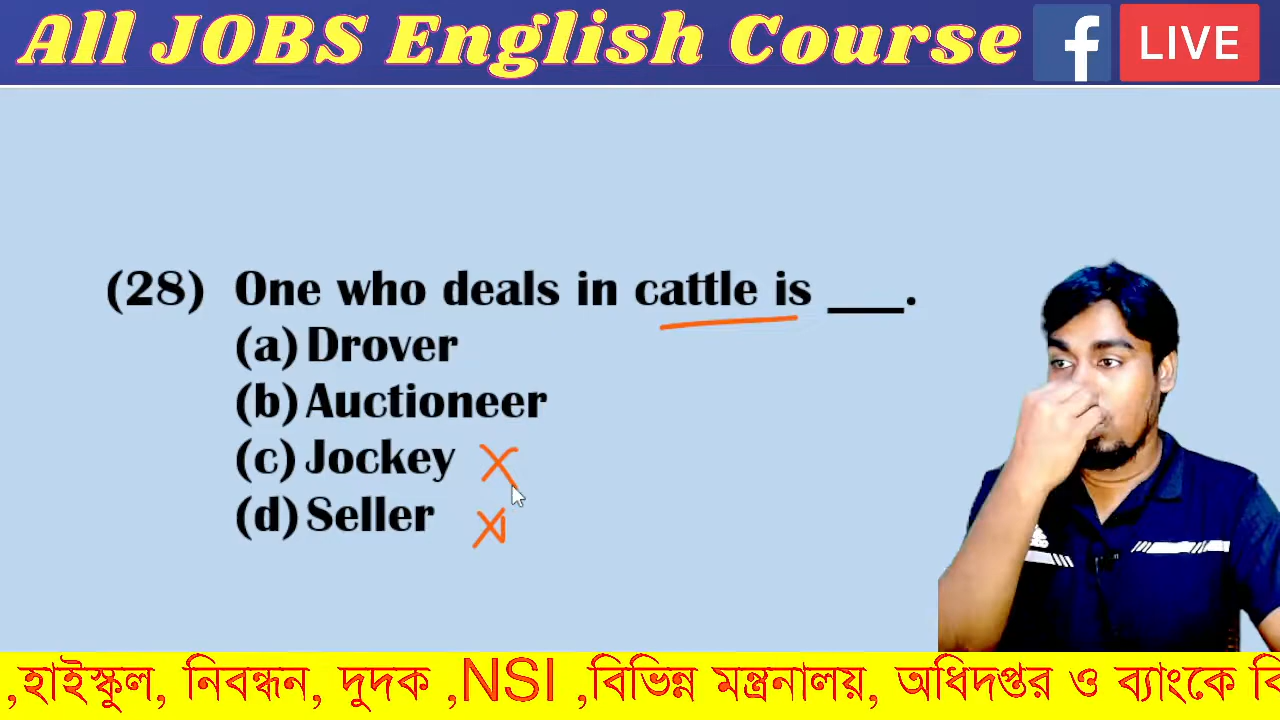 All JOBS English Course f LIVE
(28) One who deals in cattle is ___.
(a) Drover
(b) Auctioneer
(c) Jockey
(d) Seller
,হাইস্কুল, নিবন্ধন, দুদক ,NSI ,বিভিন্ন মন্ত্রনালয়, অধিদপ্তর ও ব্যাংকে বি